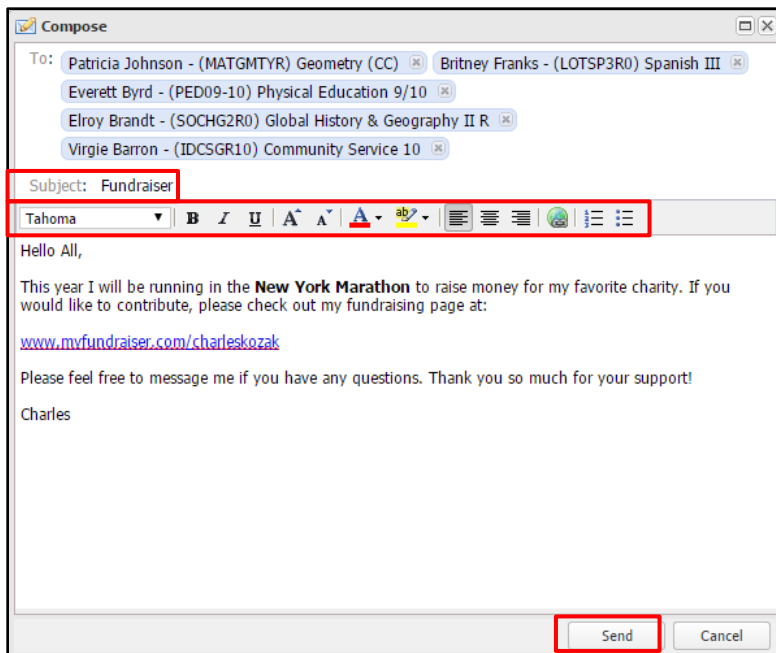 Compose
To: Patricia Johnson - (MATGMTYR) Geometry (CC) Britney Franks - (LOTSP3R0) Spanish III
Everett Byrd - (PED09-10) Physical Education 9/10
Elroy Brandt - (SOCHG2R0) Global History & Geography II R
Virgie Barron - (IDCSGR10) Community Service 10
Subject: Fundraiser
Tahoma B I U A A A ab
Hello All,
This year I will be running in the New York Marathon to raise money for my favorite charity. If you
would like to contribute, please check out my fundraising page at:
www.myfundraiser.com/charleskozak
Please feel free to message me if you have any questions. Thank you so much for your support!
Charles
Send Cancel